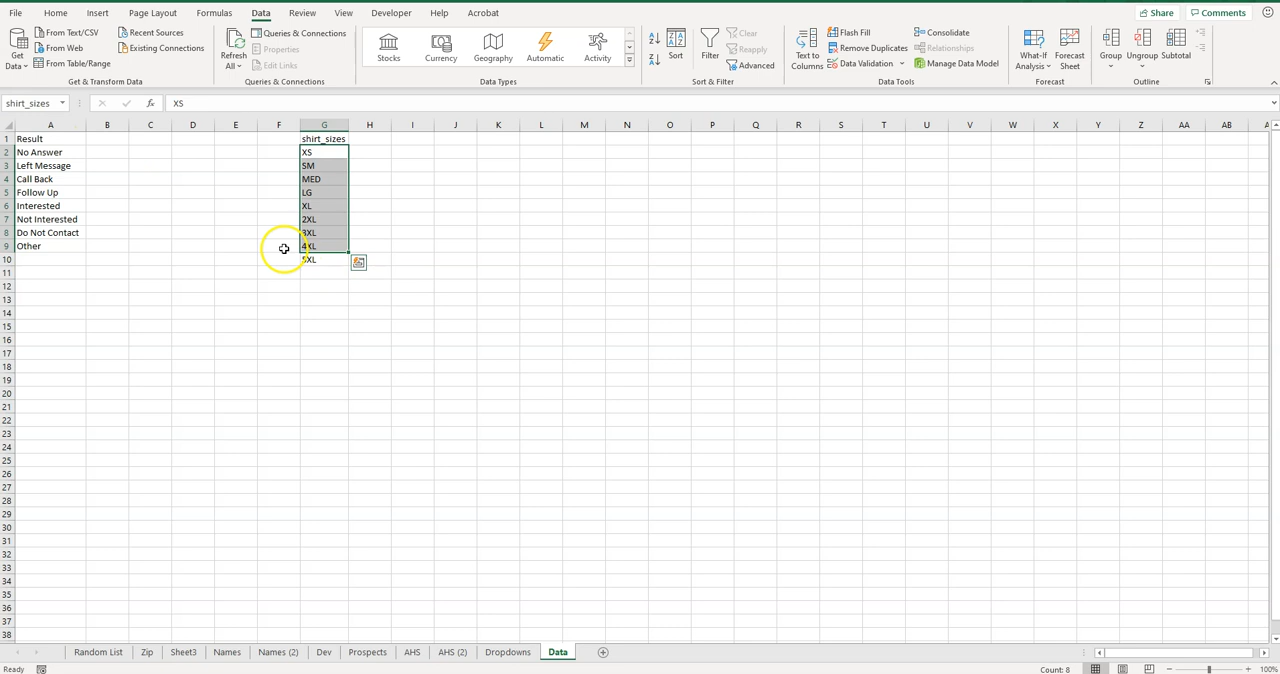 File Home Insert Page Layout Formulas Data Review View Developer Help Acrobat Share Comments
From Text/CSV Recent Sources Queries & Connections Clear Flash Fill Consolidate
From Web Existing Connections Properties Reapply Remove Duplicates Relationships
Get Data From Table/Range Refresh All Edit Links Stocks Currency Geography Automatic Activity Sort Filter Advanced Text to Columns Data Validation Manage Data Model What-If Analysis Forecast Sheet Group Ungroup Subtotal
Get & Transform Data Queries & Connections Data Types Sort & Filter Data Tools Forecast Outline
shirt_sizes fx XS
A B C D E F G H I J K L M N O P Q R S T U V W X Y Z AA AB
1 Result shirt_sizes
2 No Answer XS
3 Left Message SM
4 Call Back MED
5 Follow Up LG
6 Interested XL
7 Not Interested 2XL
8 Do Not Contact 3XL
9 Other 4XL
10 5XL
11
12
13
14
15
16
17
18
19
20
21
22
23
24
25
26
27
28
29
30
31
32
33
34
35
36
37
38
Random List Zip Sheet3 Names Names (2) Dev Prospects AHS AHS (2) Dropdowns Data
Ready Count: 8 100%